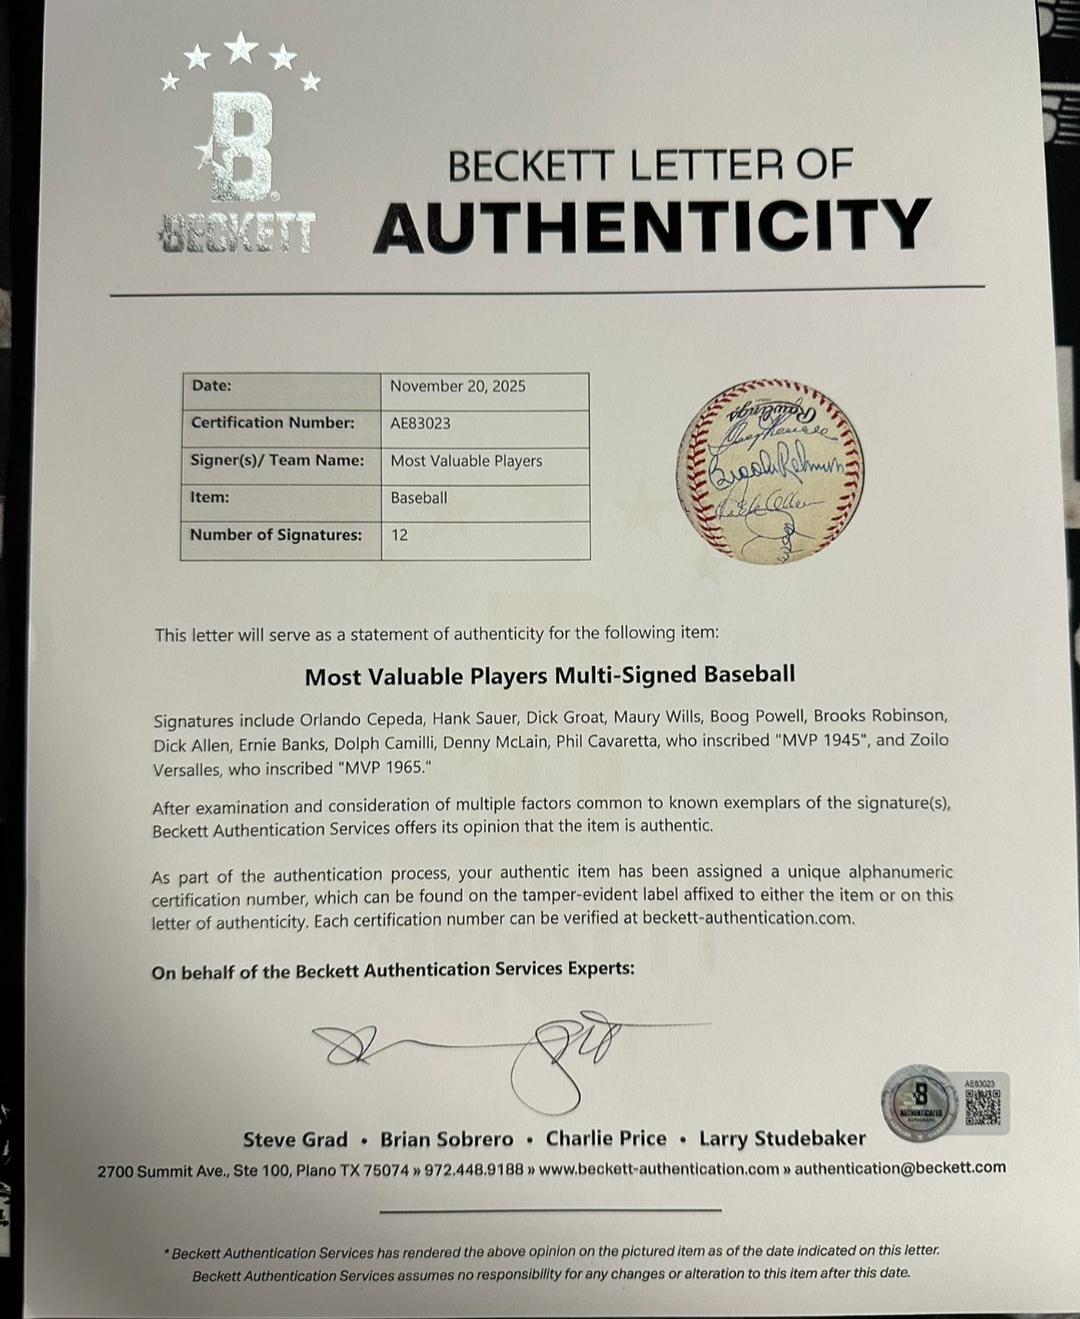 B
BECKETT
BECKETT LETTER OF
AUTHENTICITY
Date: November 20, 2025
Certification Number: AE83023
Signer(s)/ Team Name: Most Valuable Players
Item: Baseball
Number of Signatures: 12
Rawlings
Boog Powell
Brooks Robinson
Dick Allen
This letter will serve as a statement of authenticity for the following item:
Most Valuable Players Multi-Signed Baseball
Signatures include Orlando Cepeda, Hank Sauer, Dick Groat, Maury Wills, Boog Powell, Brooks Robinson,
Dick Allen, Ernie Banks, Dolph Camilli, Denny McLain, Phil Cavaretta, who inscribed "MVP 1945", and Zoilo
Versalles, who inscribed "MVP 1965."
After examination and consideration of multiple factors common to known exemplars of the signature(s),
Beckett Authentication Services offers its opinion that the item is authentic.
As part of the authentication process, your authentic item has been assigned a unique alphanumeric
certification number, which can be found on the tamper-evident label affixed to either the item or on this
letter of authenticity. Each certification number can be verified at beckett-authentication.com.
On behalf of the Beckett Authentication Services Experts:
AE83023
B
AUTHENTICATED
Steve Grad • Brian Sobrero • Charlie Price • Larry Studebaker
2700 Summit Ave., Ste 100, Plano TX 75074 » 972.448.9188 » www.beckett-authentication.com » authentication@beckett.com
* Beckett Authentication Services has rendered the above opinion on the pictured item as of the date indicated on this letter.
Beckett Authentication Services assumes no responsibility for any changes or alteration to this item after this date.